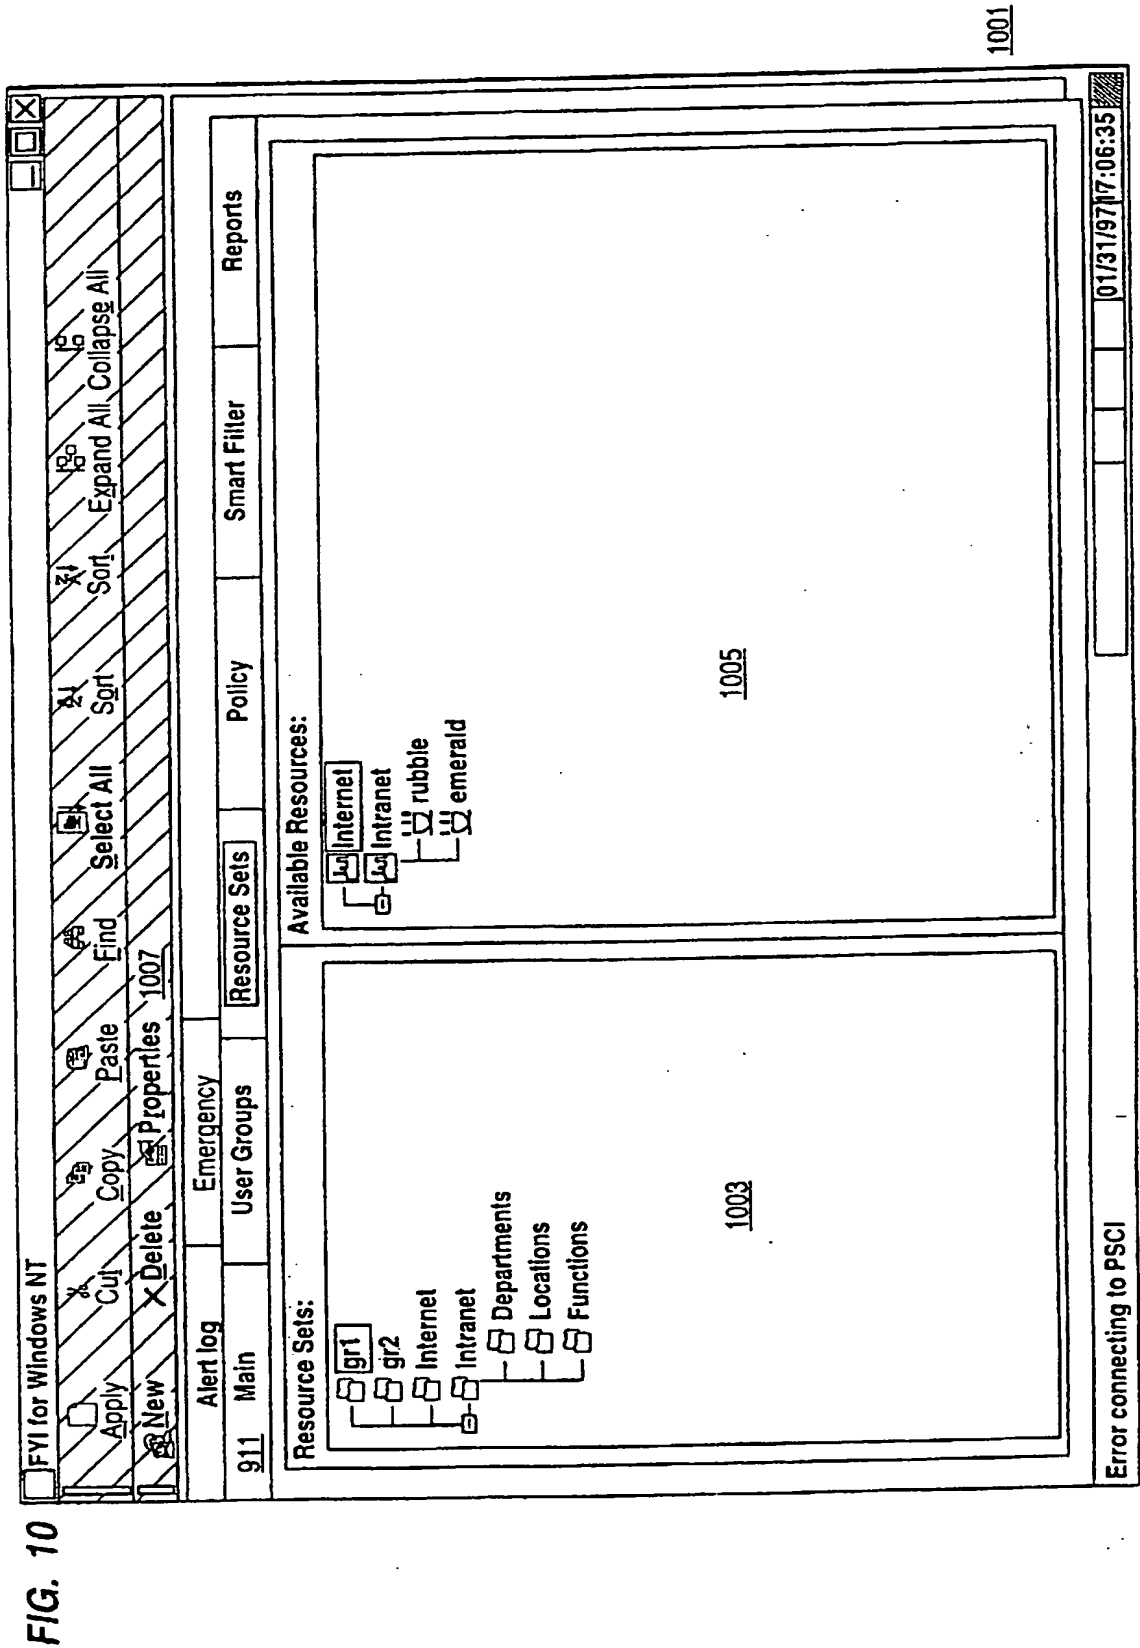 FIG. 10
FYI for Windows NT
Apply Cut Copy Paste Find Select All Sort Sort Expand All Collapse All
New Delete Properties 1007
Alert log Emergency
911 Main User Groups Resource Sets Policy Smart Filter Reports
Resource Sets:
gr1
gr2
Internet
Intranet
Departments
Locations
Functions
1003
Available Resources:
Internet
Intranet
rubble
emerald
1005
Error connecting to PSCI 01/31/97 17:06:35
1001